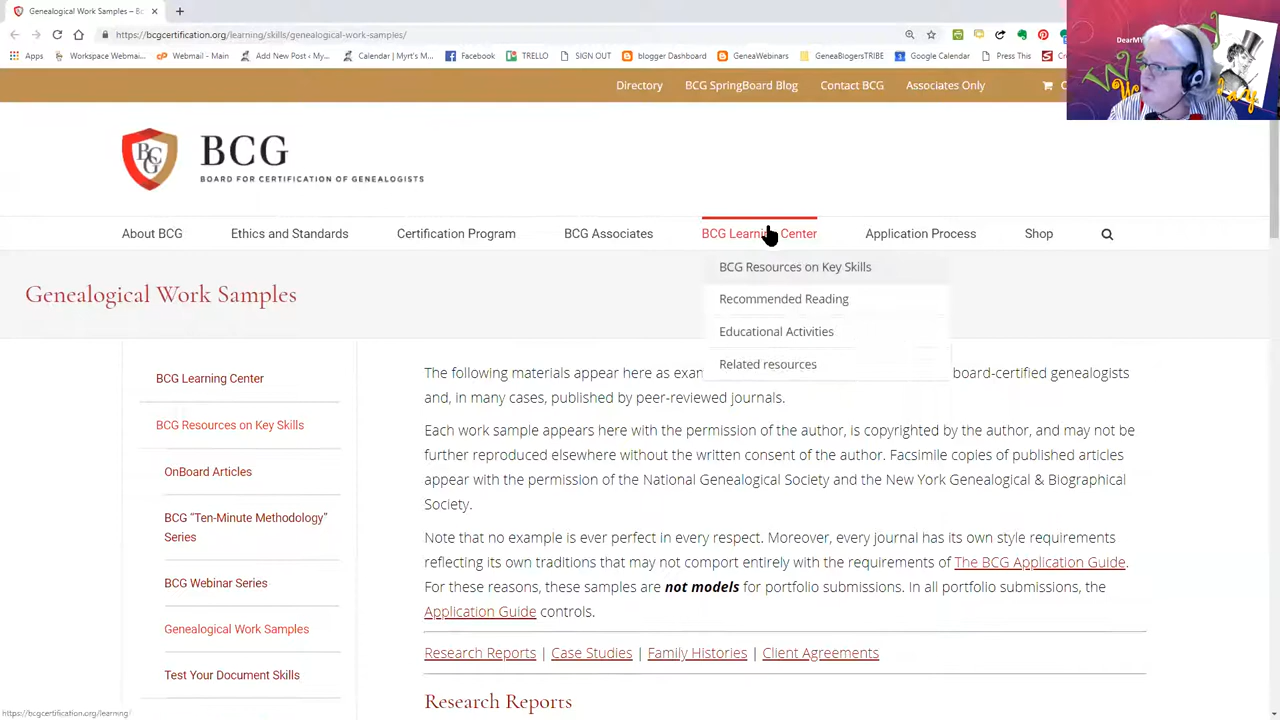 Genealogical Work Samples – Bc
https://bcgcertification.org/learning/skills/genealogical-work-samples/
Apps Workspace Webmai... Webmail - Main Add New Post ‹ My... Calendar | MyKitts... Facebook TRELLO SIGN OUT blogger Dashboard GeneaWebinars GeneaBlogersTRIBE Google Calendar Press This
DearMY
Directory BCG SpringBoard Blog Contact BCG Associates Only
BCG
BCG
BOARD FOR CERTIFICATION OF GENEALOGISTS
About BCG Ethics and Standards Certification Program BCG Associates BCG Learning Center Application Process Shop
BCG Resources on Key Skills
Recommended Reading
Educational Activities
Related resources
Genealogical Work Samples
BCG Learning Center
BCG Resources on Key Skills
OnBoard Articles
BCG “Ten-Minute Methodology”
Series
BCG Webinar Series
Genealogical Work Samples
Test Your Document Skills
The following materials appear here as exam board-certified genealogists
and, in many cases, published by peer-reviewed journals.
Each work sample appears here with the permission of the author, is copyrighted by the author, and may not be
further reproduced elsewhere without the written consent of the author. Facsimile copies of published articles
appear with the permission of the National Genealogical Society and the New York Genealogical & Biographical
Society.
Note that no example is ever perfect in every respect. Moreover, every journal has its own style requirements
reflecting its own traditions that may not comport entirely with the requirements of The BCG Application Guide.
For these reasons, these samples are not models for portfolio submissions. In all portfolio submissions, the
Application Guide controls.
Research Reports | Case Studies | Family Histories | Client Agreements
Research Reports
https://bcgcertification.org/learning/